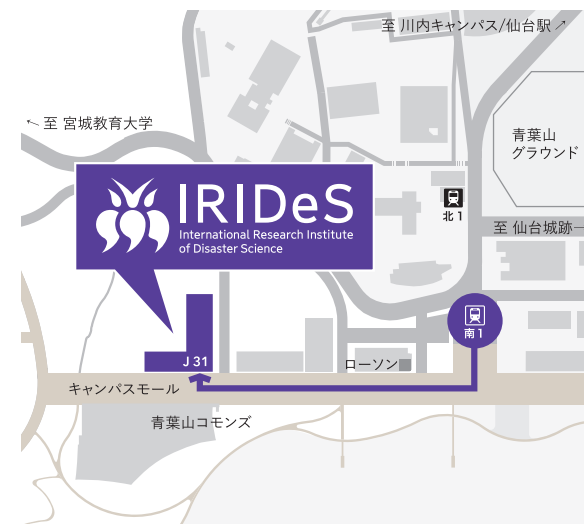 至 川内キャンパス/仙台駅↗
← 至 宮城教育大学
青葉山
グラウンド
IRIDeS
International Research Institute
of Disaster Science
北1
至 仙台城跡
南1
J 31
ローソン
キャンパスモール
青葉山コモンズ